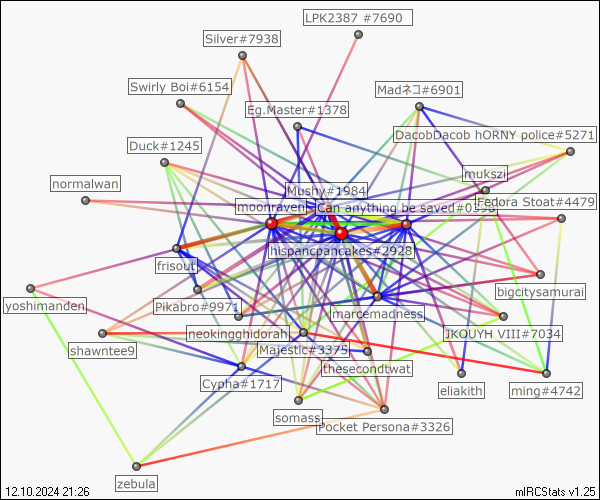 LPK2387 #7690
Silver#7938
Swirly Boi#6154
Madネコ#6901
Eg.Master#1378
DacobDacob hORNY police#5271
Duck#1245
mukszi
normalwan
Mushy#1984
Fedora Stoat#4479
moonraven
Can anything be saved#0398
hispancpancakes#2928
frisout
bigcitysamurai
yoshimanden
Pikabro#9971
marcemadness
neokingghidorah
JKOUYH VIII#7034
shawntee9
Majestic#3375
thesecondtwat
Cypha#1717
eliakith
ming#4742
somass
Pocket Persona#3326
zebula
12.10.2024 21:26
mIRCStats v1.25